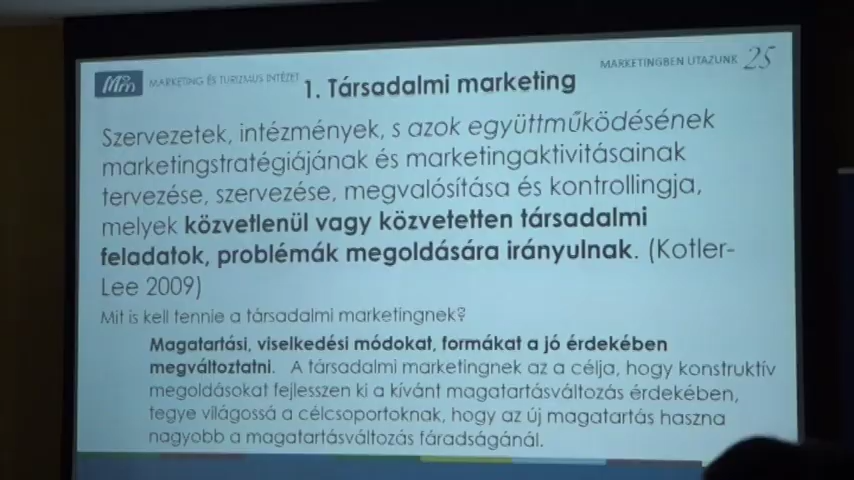 MARKETING ÉS TURIZMUS INTÉZET
MARKETINGBEN UTAZUNK 25
1. Társadalmi marketing
Szervezetek, intézmények, s azok együttműködésének
marketingstratégiájának és marketingaktivitásainak
tervezése, szervezése, megvalósítása és kontrollingja,
melyek közvetlenül vagy közvetetten társadalmi
feladatok, problémák megoldására irányulnak. (Kotler-
Lee 2009)
Mit is kell tennie a társadalmi marketingnek?
Magatartási, viselkedési módokat, formákat a jó érdekében
megváltoztatni. A társadalmi marketingnek az a célja, hogy konstruktív
megoldásokat fejlesszen ki a kívánt magatartásváltozás érdekében,
tegye világossá a célcsoportoknak, hogy az új magatartás haszna
nagyobb a magatartásváltozás fáradságánál.